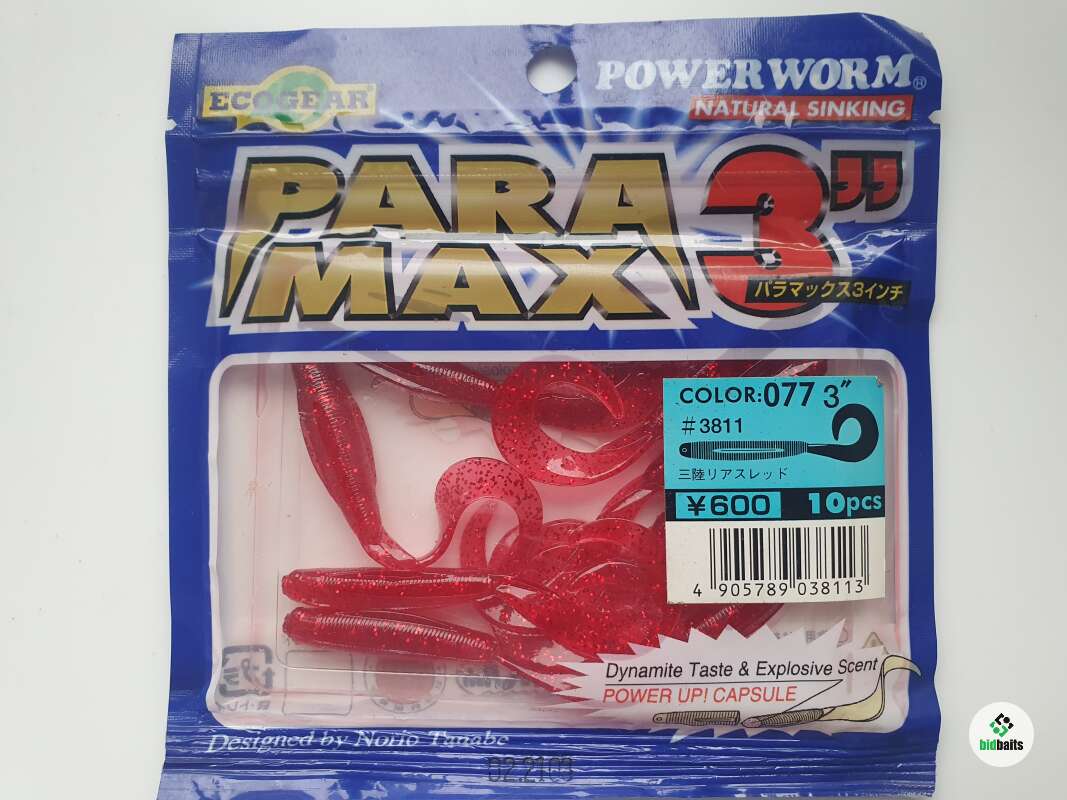 ECOGEAR®
POWER WORM®
NATURAL SINKING
PARA
MAX
3"
パラマックス3インチ
COLOR:077 3"
#3811
三陸リアスレッド
¥600 10pcs
4 905789 038113
Dynamite Taste & Explosive Scent
POWER UP! CAPSULE
Designed by Norio Tanabe
bidbaits